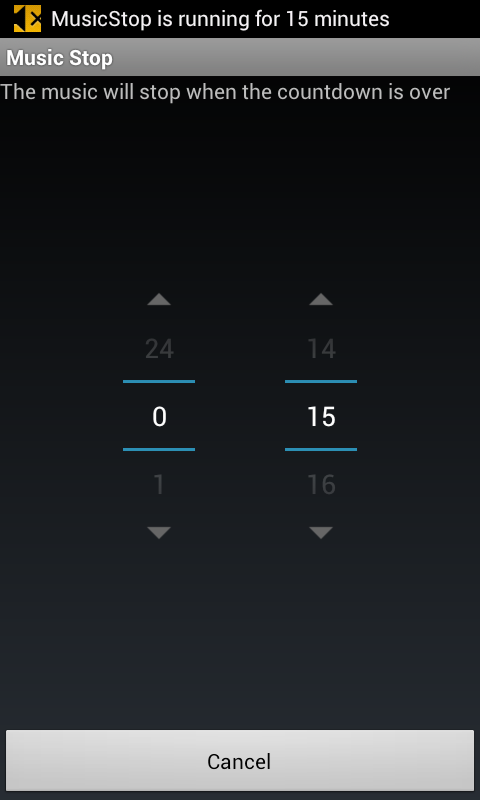 MusicStop is running for 15 minutes
Music Stop
The music will stop when the countdown is over
24 14
0 15
1 16
Cancel